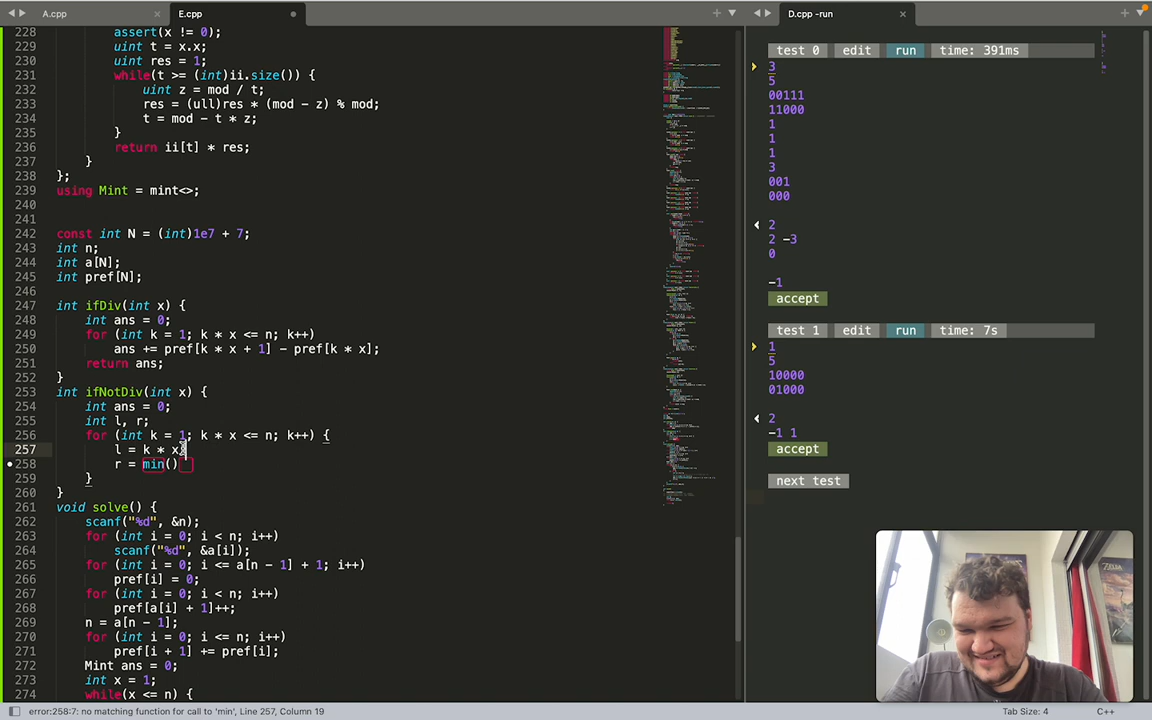 A.cpp
E.cpp
D.cpp -run
228 assert(x != 0);
229 uint t = x.x;
230 uint res = 1;
231 while(t >= (int)ii.size()) {
232 uint z = mod / t;
233 res = (ull)res * (mod - z) % mod;
234 t = mod - t * z;
235 }
236 return ii[t] * res;
237 }
238 };
239 using Mint = mint<>;
240
241
242 const int N = (int)1e7 + 7;
243 int n;
244 int a[N];
245 int pref[N];
246
247 int ifDiv(int x) {
248 int ans = 0;
249 for (int k = 1; k * x <= n; k++)
250 ans += pref[k * x + 1] - pref[k * x];
251 return ans;
252 }
253 int ifNotDiv(int x) {
254 int ans = 0;
255 int l, r;
256 for (int k = 1; k * x <= n; k++) {
257 l = k * x
258 r = min()
259 }
260 }
261 void solve() {
262 scanf("%d", &n);
263 for (int i = 0; i < n; i++)
264 scanf("%d", &a[i]);
265 for (int i = 0; i <= a[n - 1] + 1; i++)
266 pref[i] = 0;
267 for (int i = 0; i < n; i++)
268 pref[a[i] + 1]++;
269 n = a[n - 1];
270 for (int i = 0; i <= n; i++)
271 pref[i + 1] += pref[i];
272 Mint ans = 0;
273 int x = 1;
274 while(x <= n) {
test 0 edit run time: 391ms
3
5
00111
11000
1
1
1
3
001
000
2
2 -3
0
-1
accept
test 1 edit run time: 7s
1
5
10000
01000
2
-1 1
accept
next test
ZELDA
error:258:7: no matching function for call to 'min', Line 257, Column 19
Tab Size: 4
C++